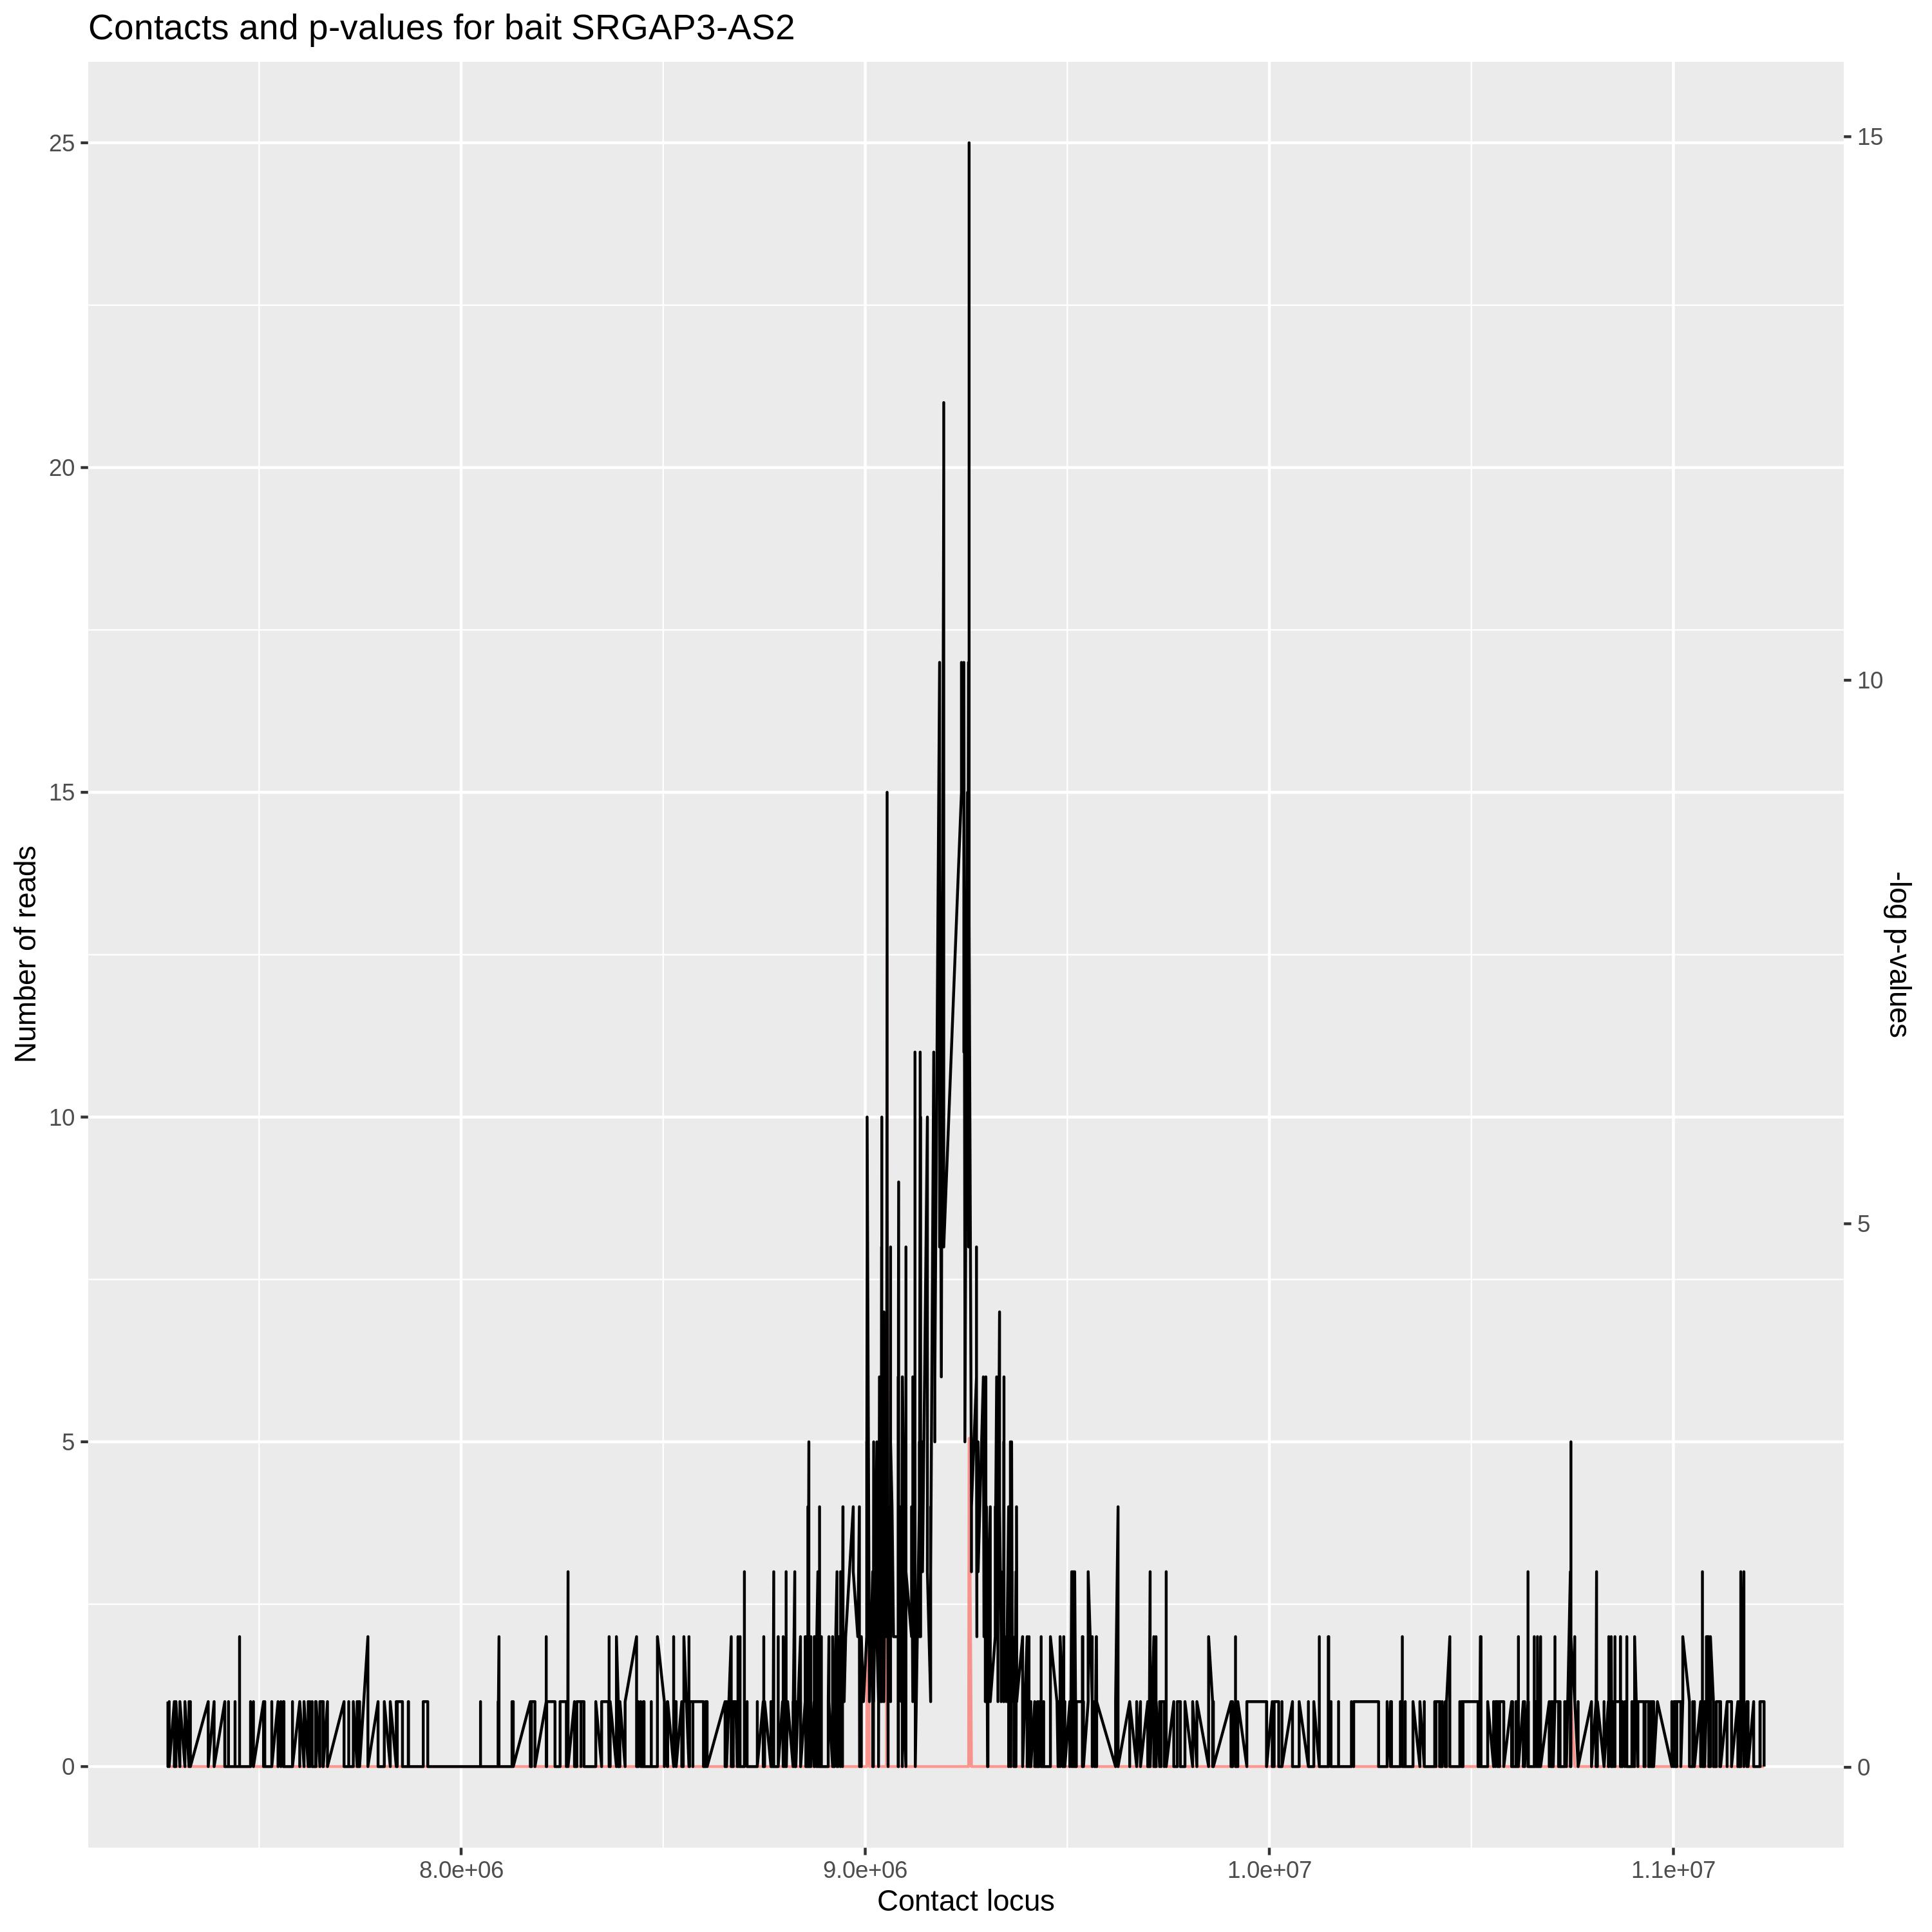 Contacts and p-values for bait SRGAP3-AS2
25
20
15
10
5
0
Number of reads
15
10
5
0
-log p-values
8.0e+06
9.0e+06
1.0e+07
1.1e+07
Contact locus